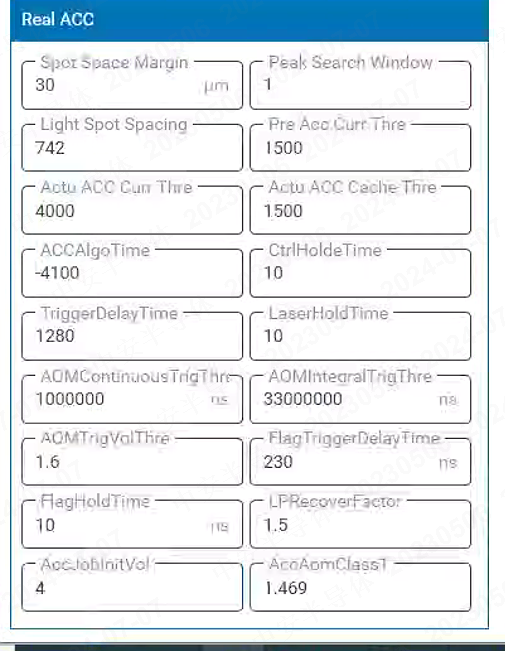 Real ACC
Spot Space Margin Peak Search Window
30 μm 1
Light Spot Spacing Pre Acc Curr Thre
742 1500
Actu ACC Curr Thre Actu ACC Cache Thre
4000 1500
ACCAlgoTime CtrlHoldeTime
-4100 10
TriggerDelayTime LaserHoldTime
1280 10
AOMContinuousTrigThre AOMIntegralTrigThre
1000000 ns 33000000 ns
AOMTrigVolThre FlagTriggerDelayTime
1.6 230 ns
FlagHoldTime LPRecoverFactor
10 ns 1.5
AccJobInitVol AccAomClassT
4 1.469